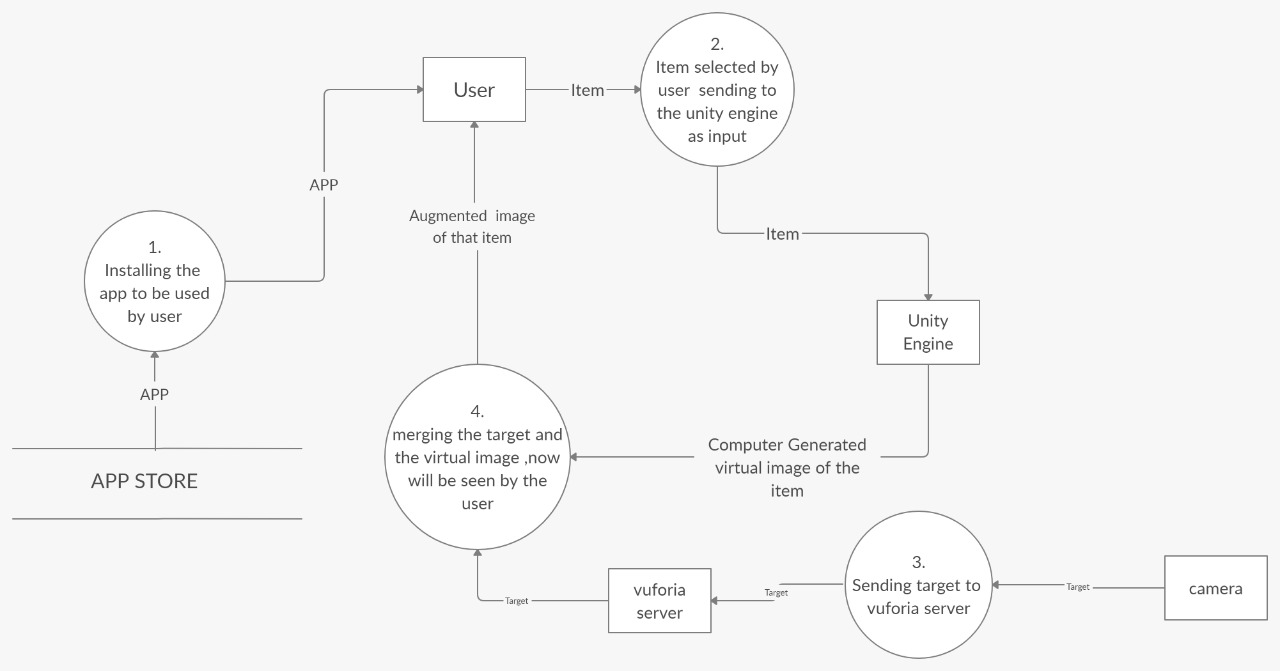 2.
Item selected by
user sending to
the unity engine
as input
User
Item
APP
Augmented image
of that item
Item
1.
Installing the
app to be used
by user
Unity
Engine
APP
4.
merging the target and
the virtual image ,now
will be seen by the
user
Computer Generated
virtual image of the
item
APP STORE
3.
Sending target to
vuforia server
camera
Target
Target
vuforia
server
Target